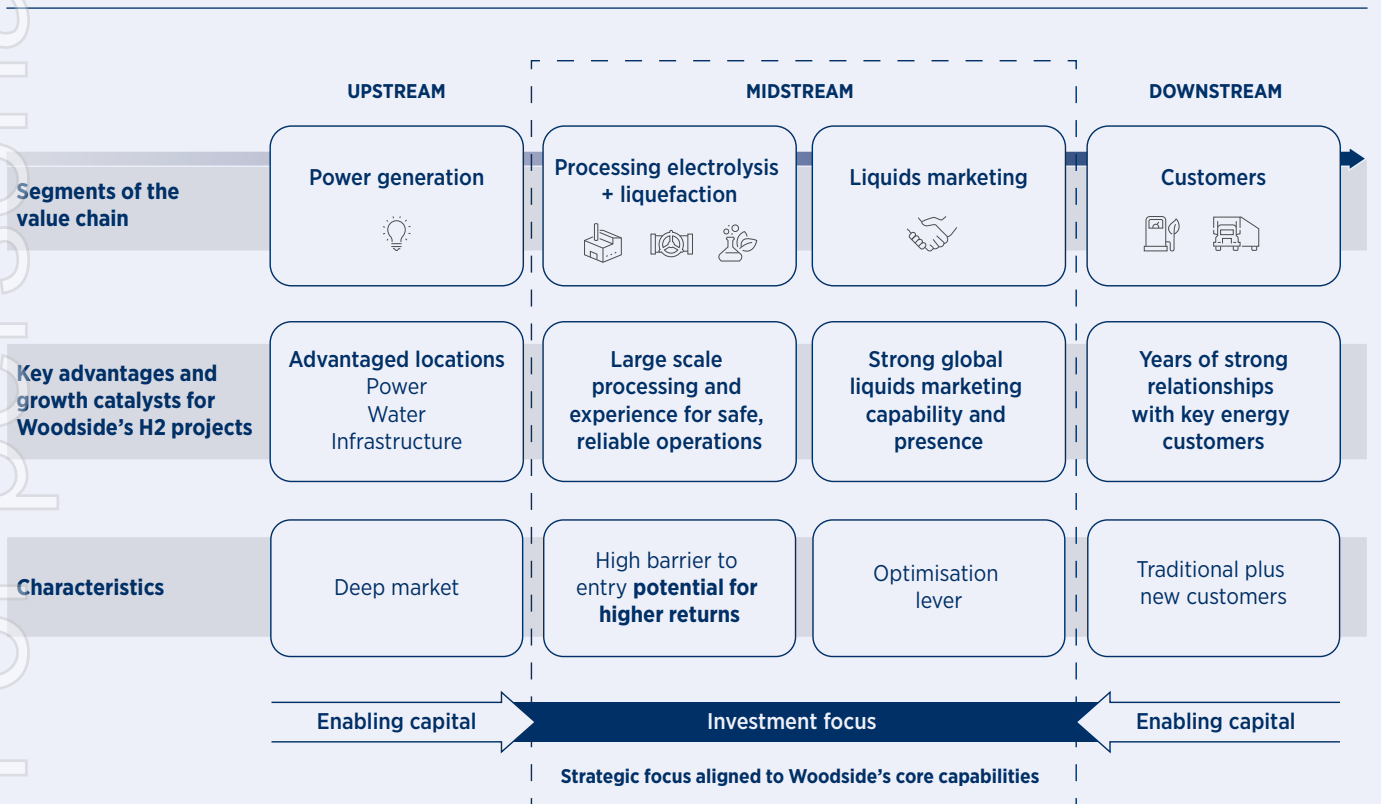 UPSTREAM
MIDSTREAM
DOWNSTREAM
Segments of the
value chain
Power generation
Processing electrolysis
+ liquefaction
Liquids marketing
Customers
Key advantages and
growth catalysts for
Woodside's H2 projects
Advantaged locations
Power
Water
Infrastructure
Large scale
processing and
experience for safe,
reliable operations
Strong global
liquids marketing
capability and
presence
Years of strong
relationships
with key energy
customers
Characteristics
Deep market
High barrier to
entry potential for
higher returns
Optimisation
lever
Traditional plus
new customers
Enabling capital
Investment focus
Enabling capital
Strategic focus aligned to Woodside's core capabilities